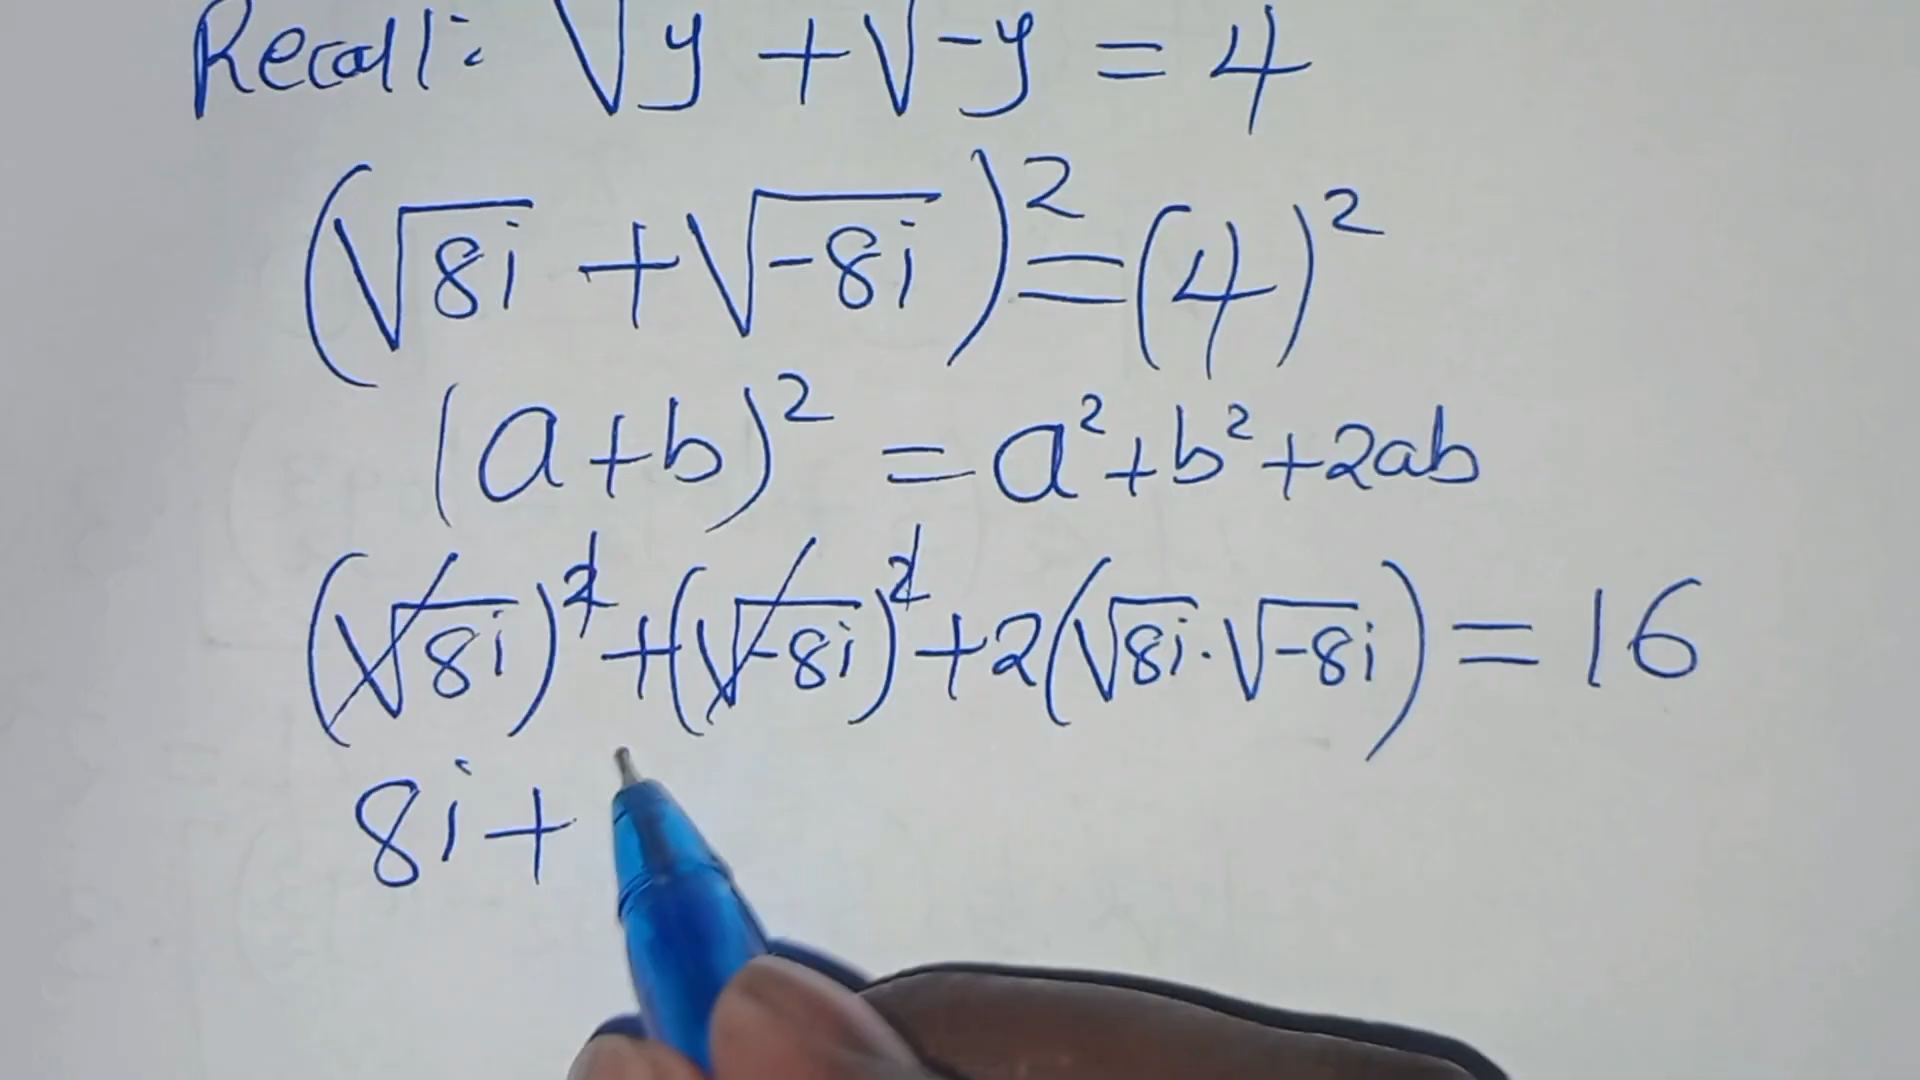 Recall: √y + √-y = 4
(√8i + √-8i)² = (4)²
(a+b)² = a²+b²+2ab
(√8i)² + (√-8i)² + 2(√8i · √-8i) = 16
8i +